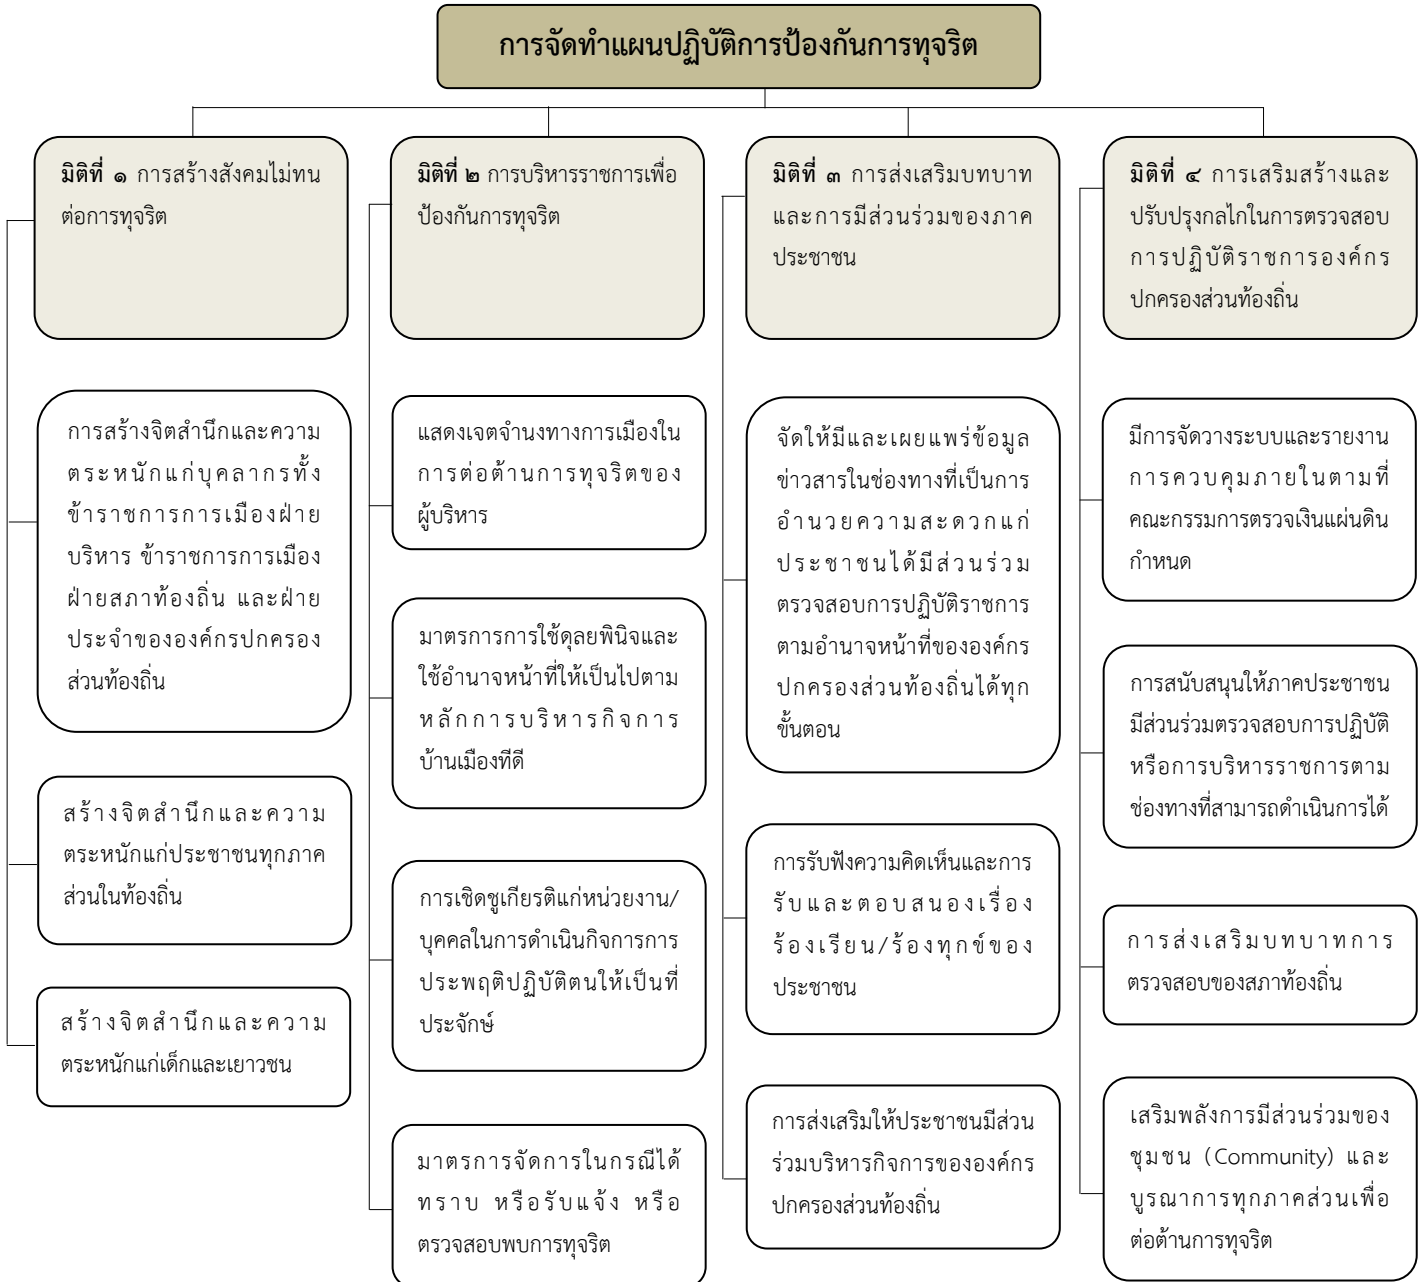 การจัดทำแผนปฏิบัติการป้องกันการทุจริต
มิติที่ ๑ การสร้างสังคมไม่ทน
ต่อการทุจริต
การสร้างจิตสำนึกและความ
ตระหนักแก่บุคลากรทั้ง
ข้าราชการการเมืองฝ่าย
บริหาร ข้าราชการการเมือง
ฝ่ายสภาท้องถิ่น และฝ่าย
ประจำขององค์กรปกครอง
ส่วนท้องถิ่น
สร้างจิตสำนึกและความ
ตระหนักแก่ประชาชนทุกภาค
ส่วนในท้องถิ่น
สร้างจิตสำนึกและความ
ตระหนักแก่เด็กและเยาวชน
มิติที่ ๒ การบริหารราชการเพื่อ
ป้องกันการทุจริต
แสดงเจตจำนงทางการเมืองใน
การต่อต้านการทุจริตของ
ผู้บริหาร
มาตรการการใช้ดุลยพินิจและ
ใช้อำนาจหน้าที่ให้เป็นไปตาม
หลักการบริหารกิจการ
บ้านเมืองทีดี
การเชิดชูเกียรติแก่หน่วยงาน/
บุคคลในการดำเนินกิจการการ
ประพฤติปฏิบัติตนให้เป็นที่
ประจักษ์
มาตรการจัดการในกรณีได้
ทราบ หรือรับแจ้ง หรือ
ตรวจสอบพบการทุจริต
มิติที่ ๓ การส่งเสริมบทบาท
และการมีส่วนร่วมของภาค
ประชาชน
จัดให้มีและเผยแพร่ข้อมูล
ข่าวสารในช่องทางที่เป็นการ
อำนวยความสะดวกแก่
ประชาชนได้มีส่วนร่วม
ตรวจสอบการปฏิบัติราชการ
ตามอำนาจหน้าที่ขององค์กร
ปกครองส่วนท้องถิ่นได้ทุก
ขั้นตอน
การรับฟังความคิดเห็นและการ
รับและตอบสนองเรื่อง
ร้องเรียน/ร้องทุกข์ของ
ประชาชน
การส่งเสริมให้ประชาชนมีส่วน
ร่วมบริหารกิจการขององค์กร
ปกครองส่วนท้องถิ่น
มิติที่ ๔ การเสริมสร้างและ
ปรับปรุงกลไกในการตรวจสอบ
การปฏิบัติราชการองค์กร
ปกครองส่วนท้องถิ่น
มีการจัดวางระบบและรายงาน
การควบคุมภายในตามที่
คณะกรรมการตรวจเงินแผ่นดิน
กำหนด
การสนับสนุนให้ภาคประชาชน
มีส่วนร่วมตรวจสอบการปฏิบัติ
หรือการบริหารราชการตาม
ช่องทางที่สามารถดำเนินการได้
การส่งเสริมบทบาทการ
ตรวจสอบของสภาท้องถิ่น
เสริมพลังการมีส่วนร่วมของ
ชุมชน (Community) และ
บูรณาการทุกภาคส่วนเพื่อ
ต่อต้านการทุจริต